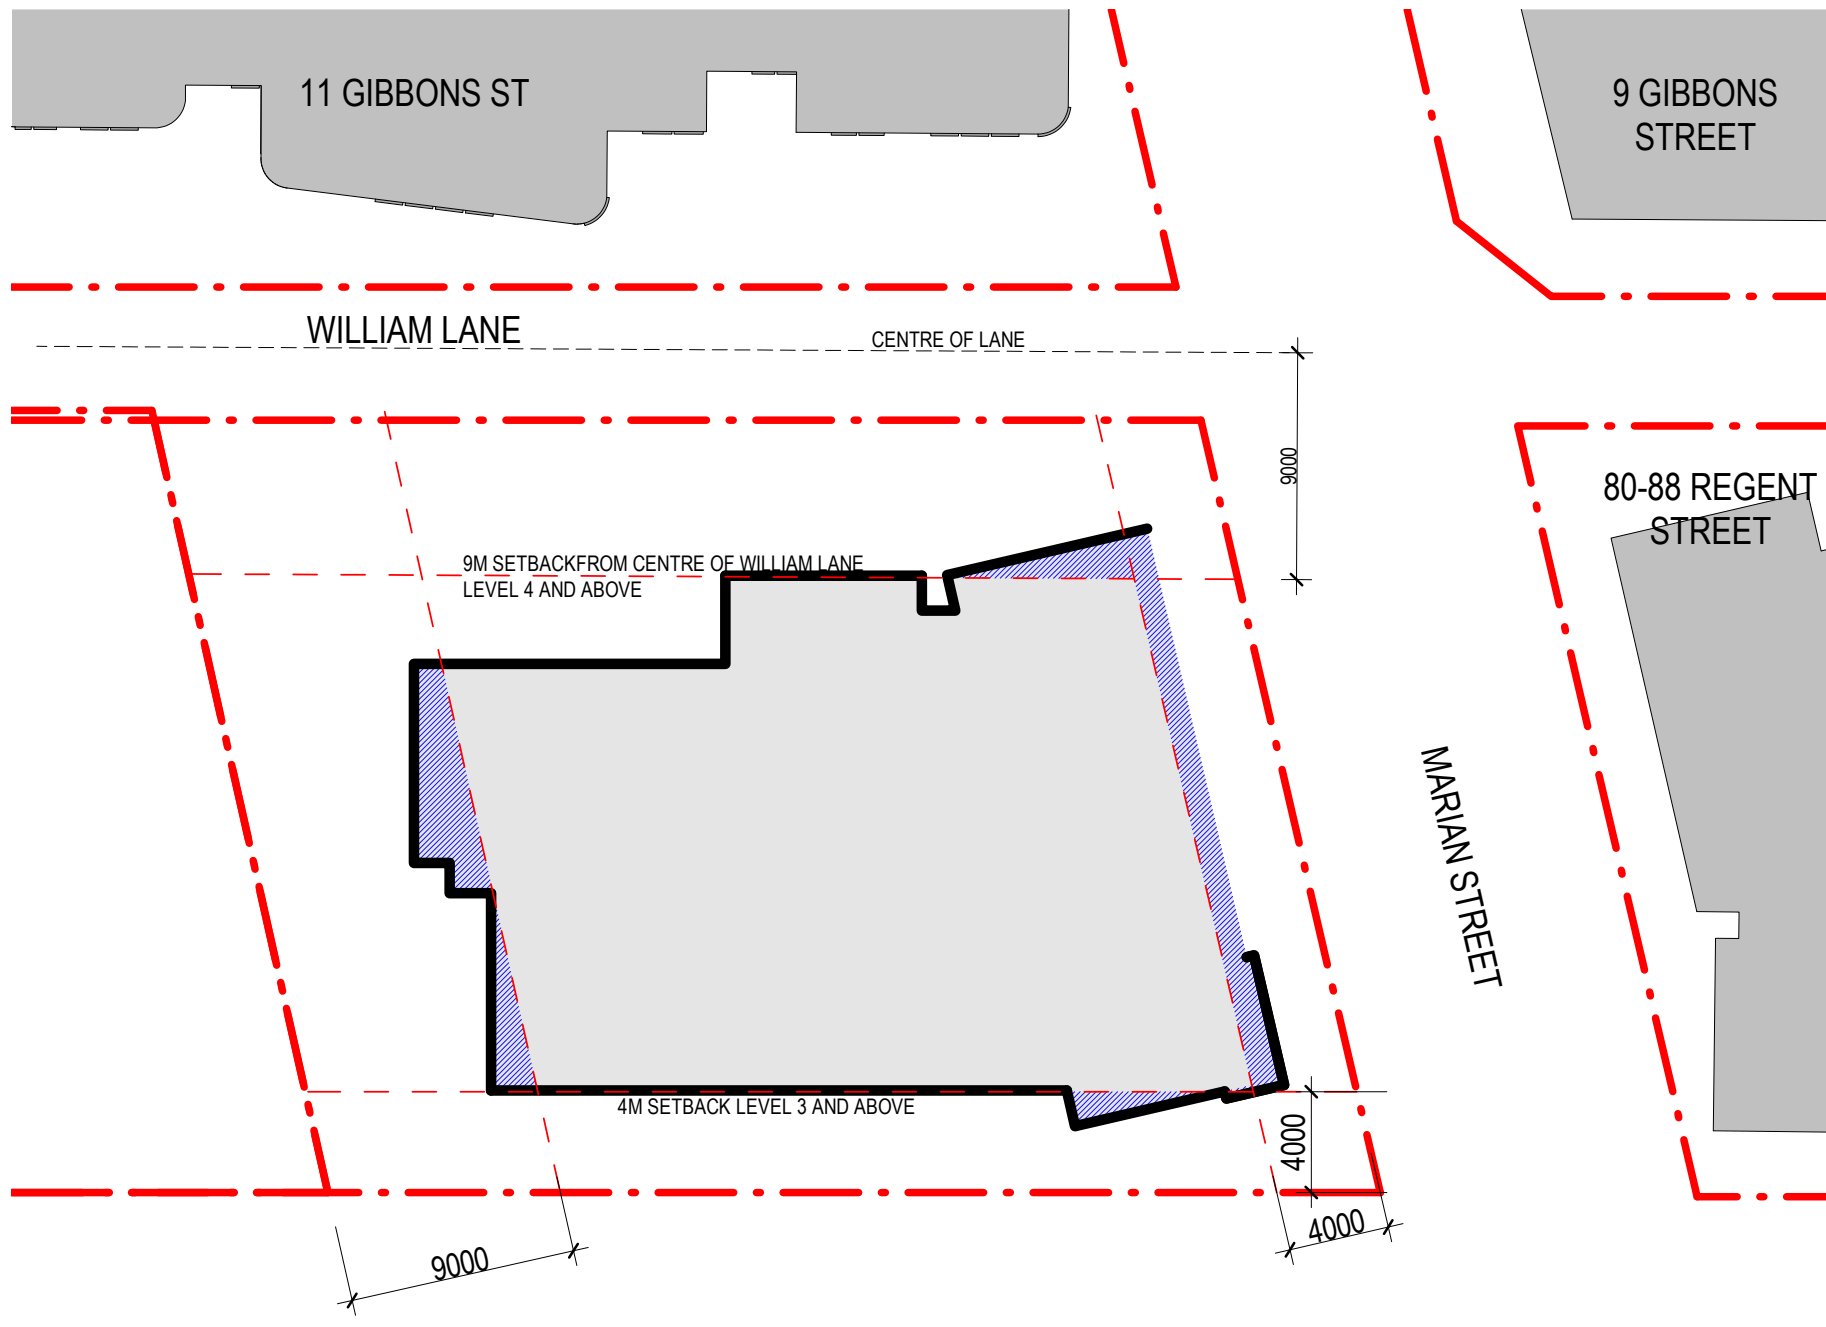 11 GIBBONS ST
9 GIBBONS
STREET
WILLIAM LANE
CENTRE OF LANE
9000
80-88 REGENT
STREET
9M SETBACKFROM CENTRE OF WILLIAM LANE
LEVEL 4 AND ABOVE
MARIAN STREET
4M SETBACK LEVEL 3 AND ABOVE
4000
4000
9000